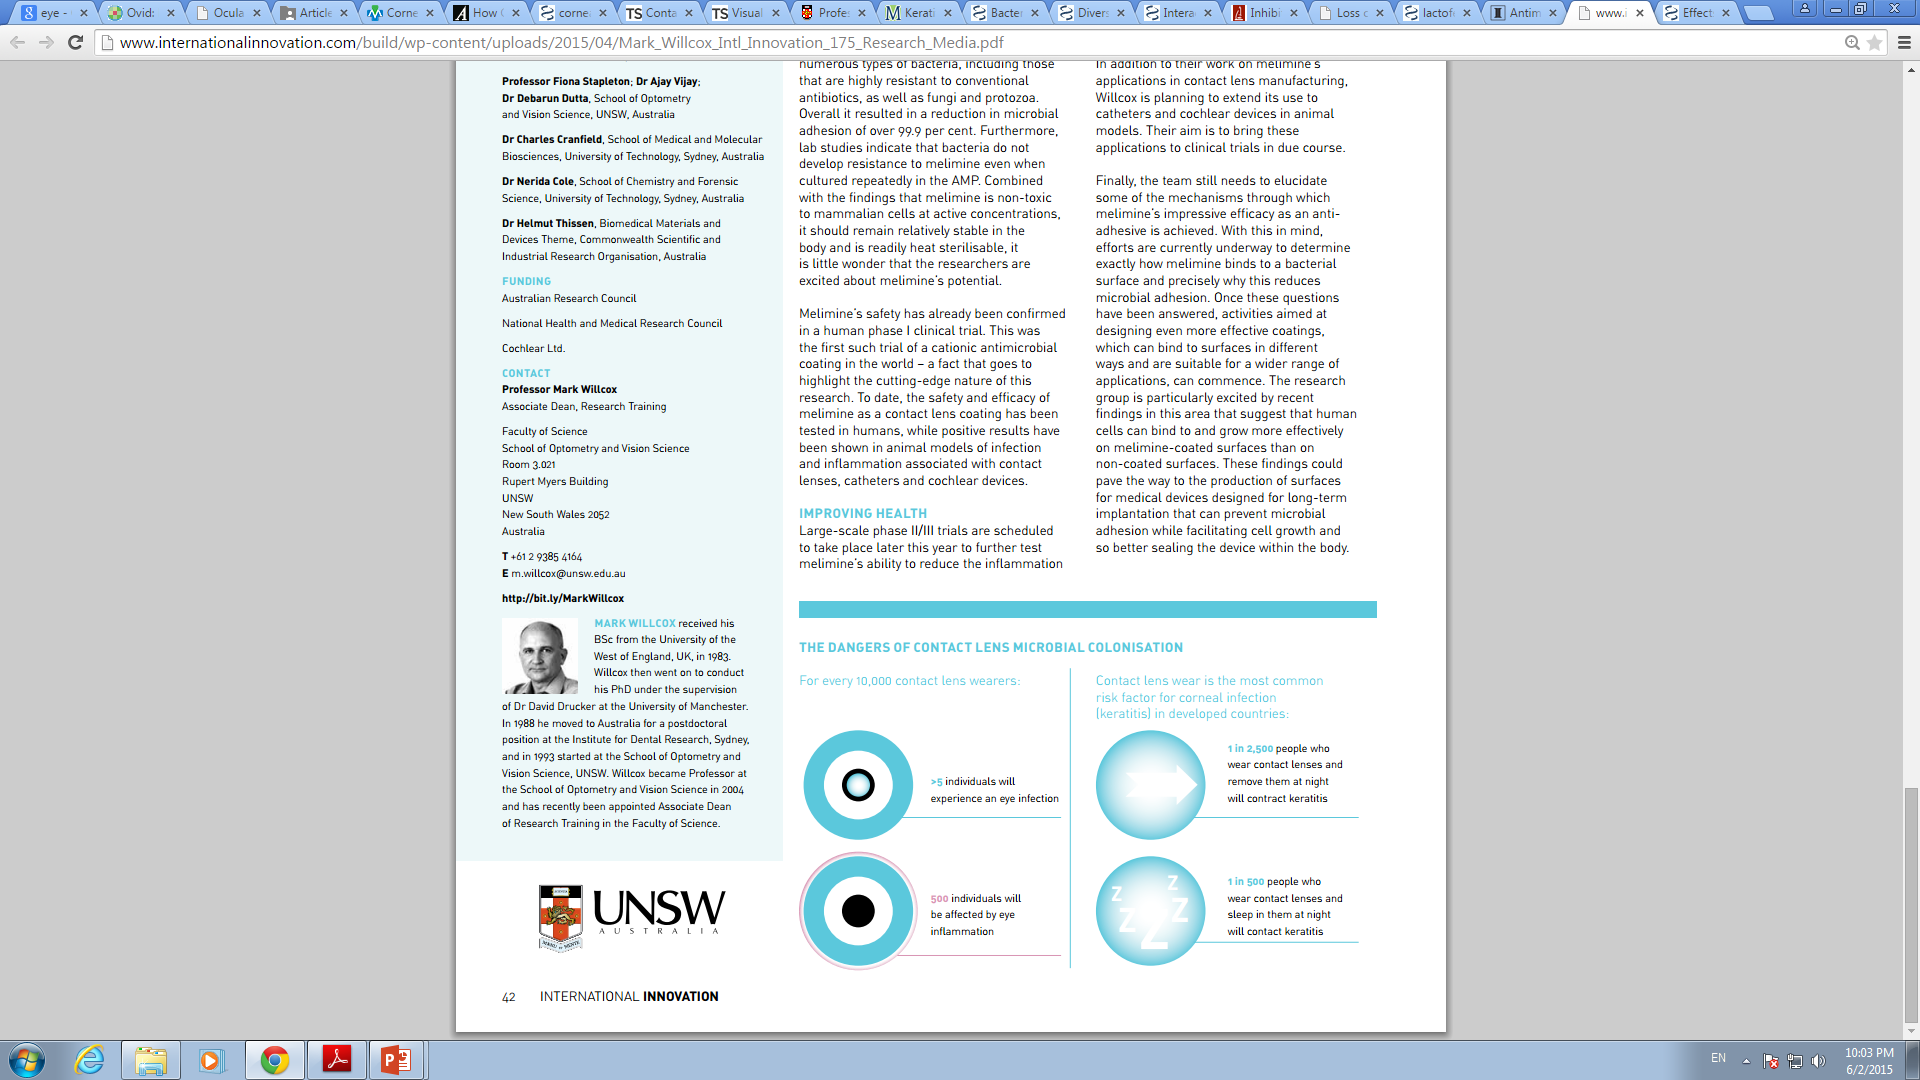 eye -
Ovid:
Ocula
Article
Corne
How
corne
Conta
Visual
Profes
Kerati
Bacte
Divers
Intera
Inhibi
Loss c
lactof
Antim
www.i
Effect
www.internationalinnovation.com/build/wp-content/uploads/2015/04/Mark_Willcox_Intl_Innovation_175_Research_Media.pdf
Professor Fiona Stapleton; Dr Ajay Vijay;
Dr Debarun Dutta, School of Optometry
and Vision Science, UNSW, Australia
Dr Charles Cranfield, School of Medical and Molecular
Biosciences, University of Technology, Sydney, Australia
Dr Nerida Cole, School of Chemistry and Forensic
Science, University of Technology, Sydney, Australia
Dr Helmut Thissen, Biomedical Materials and
Devices Theme, Commonwealth Scientific and
Industrial Research Organisation, Australia
FUNDING
Australian Research Council
National Health and Medical Research Council
Cochlear Ltd.
CONTACT
Professor Mark Willcox
Associate Dean, Research Training
Faculty of Science
School of Optometry and Vision Science
Room 3.021
Rupert Myers Building
UNSW
New South Wales 2052
Australia
T +61 2 9385 4164
E m.willcox@unsw.edu.au
http://bit.ly/MarkWillcox
MARK WILLCOX received his
BSc from the University of the
West of England, UK, in 1983.
Willcox then went on to conduct
his PhD under the supervision
of Dr David Drucker at the University of Manchester.
In 1988 he moved to Australia for a postdoctoral
position at the Institute for Dental Research, Sydney,
and in 1993 started at the School of Optometry and
Vision Science, UNSW. Willcox became Professor at
the School of Optometry and Vision Science in 2004
and has recently been appointed Associate Dean
of Research Training in the Faculty of Science.
UNSW
AUSTRALIA
numerous types of bacteria, including those
that are highly resistant to conventional
antibiotics, as well as fungi and protozoa.
Overall it resulted in a reduction in microbial
adhesion of over 99.9 per cent. Furthermore,
lab studies indicate that bacteria do not
develop resistance to melimine even when
cultured repeatedly in the AMP. Combined
with the findings that melimine is non-toxic
to mammalian cells at active concentrations,
it should remain relatively stable in the
body and is readily heat sterilisable, it
is little wonder that the researchers are
excited about melimine's potential.
Melimine's safety has already been confirmed
in a human phase I clinical trial. This was
the first such trial of a cationic antimicrobial
coating in the world – a fact that goes to
highlight the cutting-edge nature of this
research. To date, the safety and efficacy of
melimine as a contact lens coating has been
tested in humans, while positive results have
been shown in animal models of infection
and inflammation associated with contact
lenses, catheters and cochlear devices.
IMPROVING HEALTH
Large-scale phase II/III trials are scheduled
to take place later this year to further test
melimine's ability to reduce the inflammation
In addition to their work on melimine's
applications in contact lens manufacturing,
Willcox is planning to extend its use to
catheters and cochlear devices in animal
models. Their aim is to bring these
applications to clinical trials in due course.
Finally, the team still needs to elucidate
some of the mechanisms through which
melimine's impressive efficacy as an anti-
adhesive is achieved. With this in mind,
efforts are currently underway to determine
exactly how melimine binds to a bacterial
surface and precisely why this reduces
microbial adhesion. Once these questions
have been answered, activities aimed at
designing even more effective coatings,
which can bind to surfaces in different
ways and are suitable for a wider range of
applications, can commence. The research
group is particularly excited by recent
findings in this area that suggest that human
cells can bind to and grow more effectively
on melimine-coated surfaces than on
non-coated surfaces. These findings could
pave the way to the production of surfaces
for medical devices designed for long-term
implantation that can prevent microbial
adhesion while facilitating cell growth and
so better sealing the device within the body.
THE DANGERS OF CONTACT LENS MICROBIAL COLONISATION
For every 10,000 contact lens wearers:
>5 individuals will
experience an eye infection
500 individuals will
be affected by eye
inflammation
Contact lens wear is the most common
risk factor for corneal infection
(keratitis) in developed countries:
1 in 2,500 people who
wear contact lenses and
remove them at night
will contract keratitis
Z Z Z Z Z
1 in 500 people who
wear contact lenses and
sleep in them at night
will contact keratitis
42 INTERNATIONAL INNOVATION
EN
10:03 PM
6/2/2015